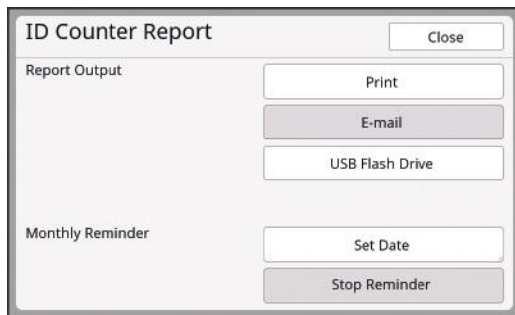 ID Counter Report
Close
Report Output
Print
E-mail
USB Flash Drive
Monthly Reminder
Set Date
Stop Reminder